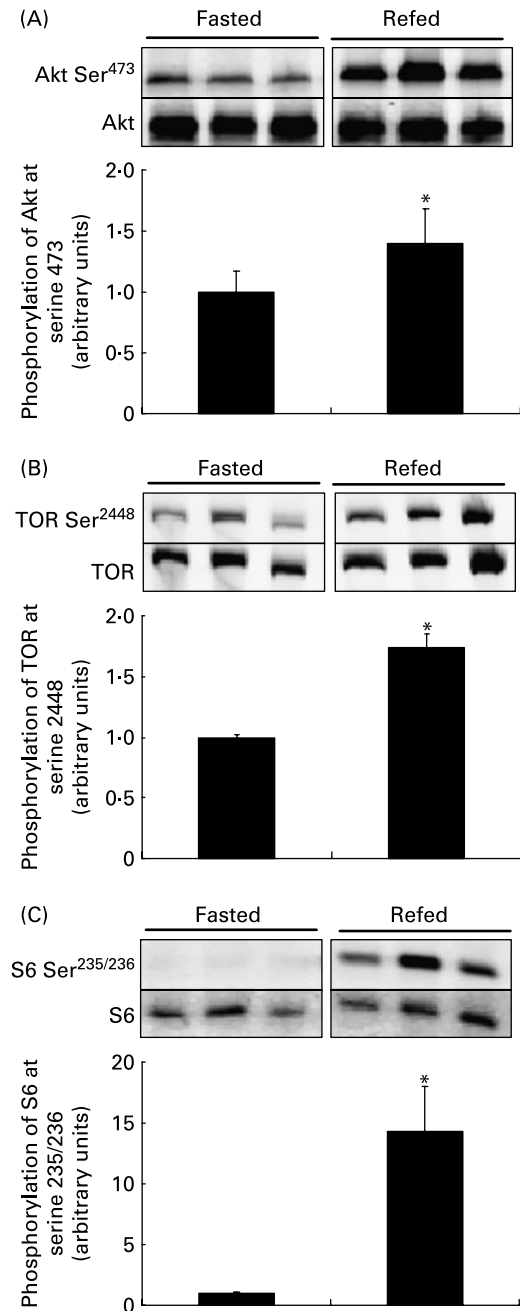 (A)
Fasted Refed
Akt Ser⁴⁷³
Akt
Phosphorylation of Akt at
serine 473
(arbitrary units)
2·0
1·5
1·0
0·5
0
*
(B)
Fasted Refed
TOR Ser²⁴⁴⁸
TOR
Phosphorylation of TOR at
serine 2448
(arbitrary units)
2·0
1·5
1·0
0·5
0
*
(C)
Fasted Refed
S6 Ser²³⁵/²³⁶
S6
Phosphorylation of S6 at
serine 235/236
(arbitrary units)
20
15
10
5
0
*